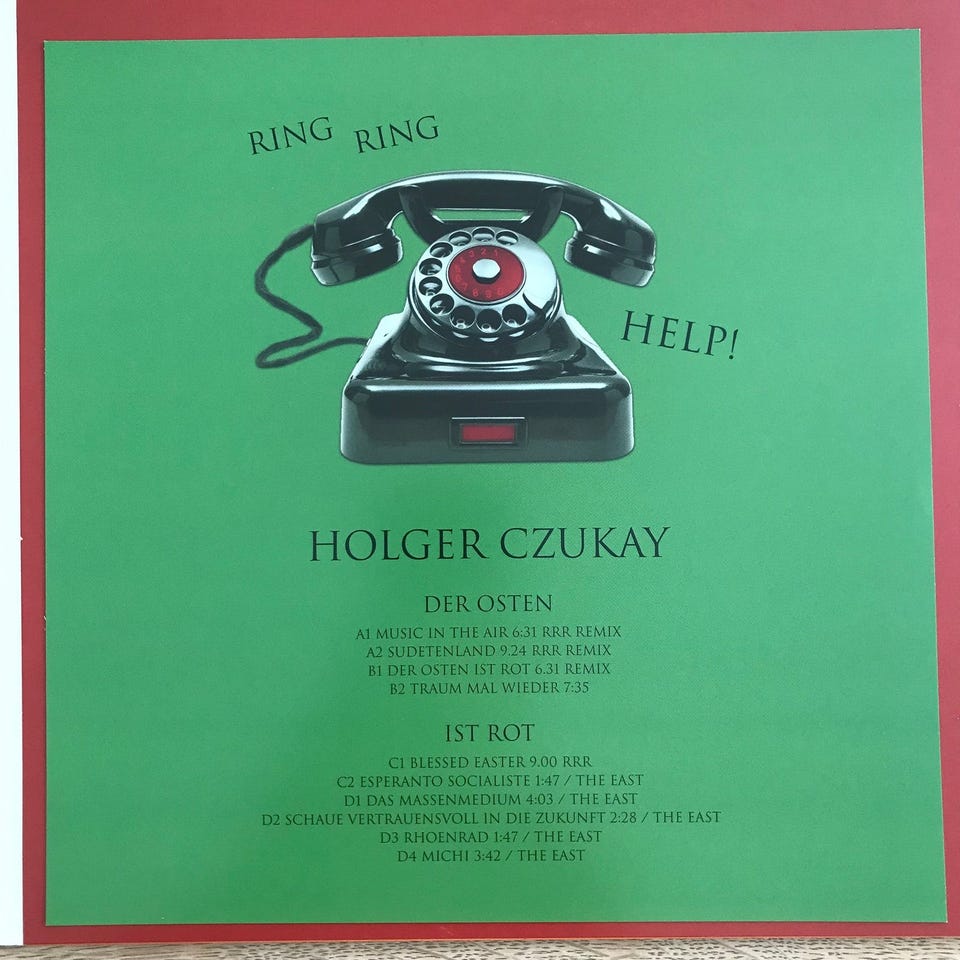 RING RING
HELP!
HOLGER CZUKAY
DER OSTEN
A1 MUSIC IN THE AIR 6:31 RRR REMIX
A2 SUDETENLAND 9.24 RRR REMIX
B1 DER OSTEN IST ROT 6.31 REMIX
B2 TRAUM MAL WIEDER 7:35
IST ROT
C1 BLESSED EASTER 9.00 RRR
C2 ESPERANTO SOCIALISTE 1:47 / THE EAST
D1 DAS MASSENMEDIUM 4:03 / THE EAST
D2 SCHAUE VERTRAUENSVOLL IN DIE ZUKUNFT 2:28 / THE EAST
D3 RHOENRAD 1:47 / THE EAST
D4 MICHI 3:42 / THE EAST